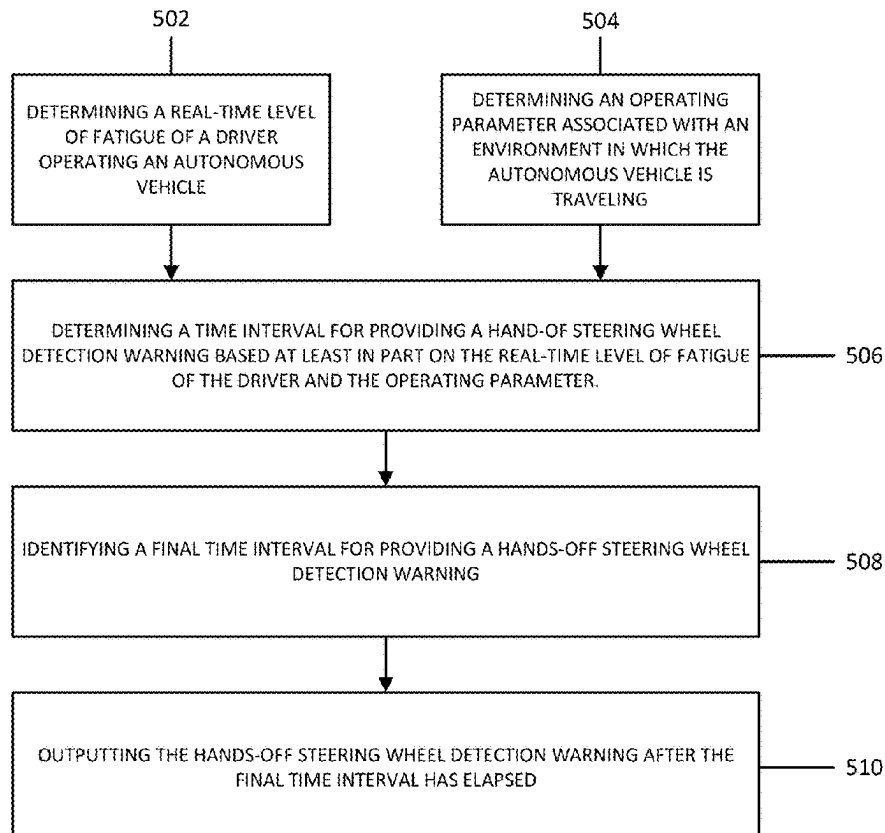 502
504
DETERMINING A REAL-TIME LEVEL
OF FATIGUE OF A DRIVER
OPERATING AN AUTONOMOUS
VEHICLE
DETERMINING AN OPERATING
PARAMETER ASSOCIATED WITH AN
ENVIRONMENT IN WHICH THE
AUTONOMOUS VEHICLE IS
TRAVELING
DETERMINING A TIME INTERVAL FOR PROVIDING A HAND-OF STEERING WHEEL
DETECTION WARNING BASED AT LEAST IN PART ON THE REAL-TIME LEVEL OF FATIGUE
OF THE DRIVER AND THE OPERATING PARAMETER.
506
IDENTIFYING A FINAL TIME INTERVAL FOR PROVIDING A HANDS-OFF STEERING WHEEL
DETECTION WARNING
508
OUTPUTTING THE HANDS-OFF STEERING WHEEL DETECTION WARNING AFTER THE
FINAL TIME INTERVAL HAS ELAPSED
510